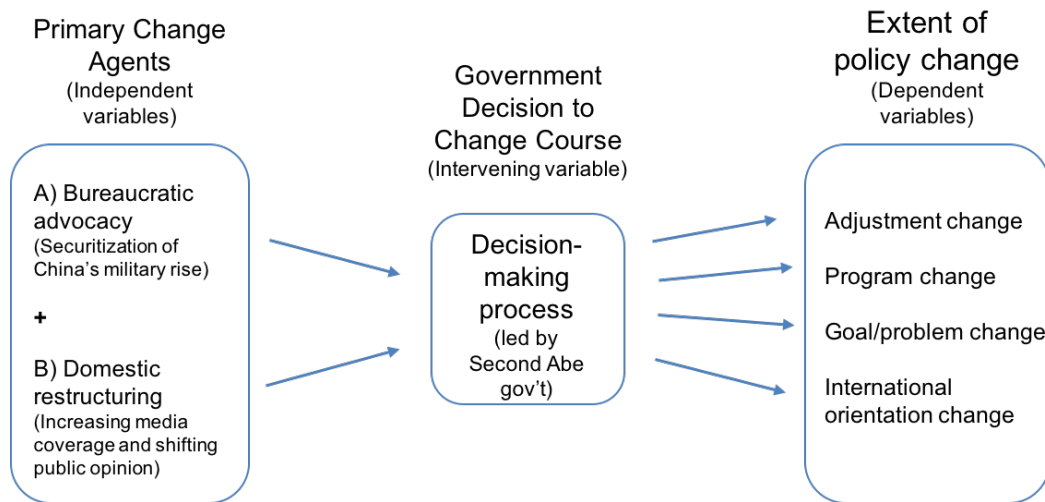 Primary Change
Agents
(Independent
variables)
A) Bureaucratic
advocacy
(Securitization of
China's military rise)
+
B) Domestic
restructuring
(Increasing media
coverage and shifting
public opinion)
Government
Decision to
Change Course
(Intervening variable)
Decision-
making
process
(led by
Second Abe
gov't)
Extent of
policy change
(Dependent
variables)
Adjustment change
Program change
Goal/problem change
International
orientation change